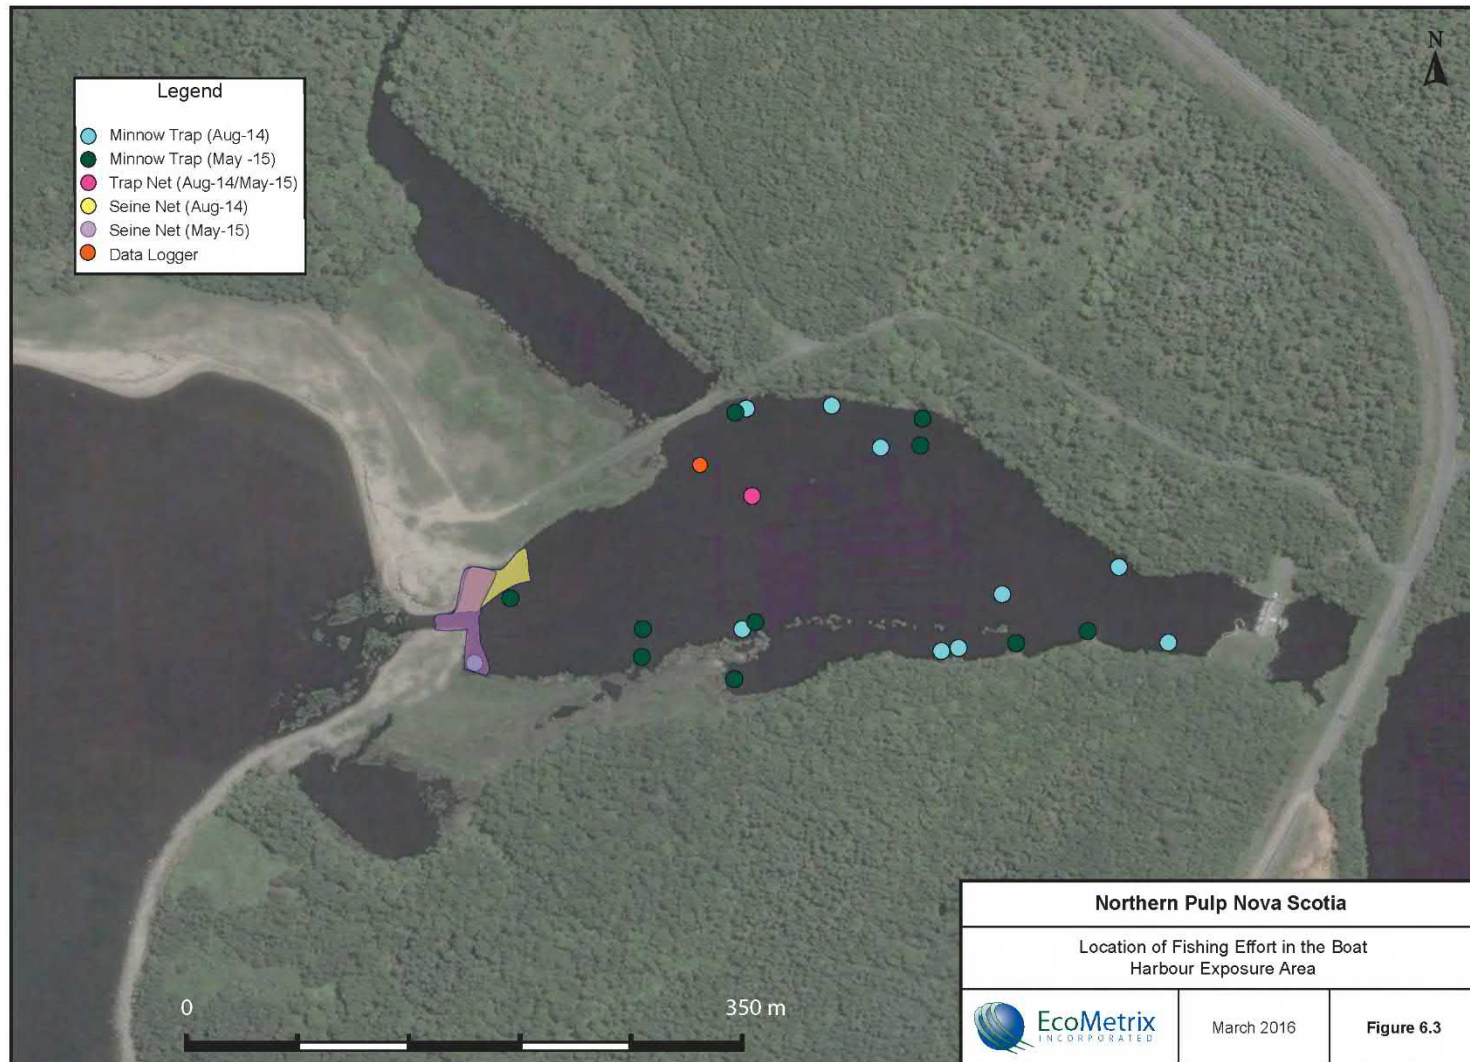 N
Legend
Minnow Trap (Aug-14)
Minnow Trap (May -15)
Trap Net (Aug-14/May-15)
Seine Net (Aug-14)
Seine Net (May-15)
Data Logger
0
350 m
Northern Pulp Nova Scotia
Location of Fishing Effort in the Boat
Harbour Exposure Area
EcoMetrix
INCORPORATED
March 2016
Figure 6.3